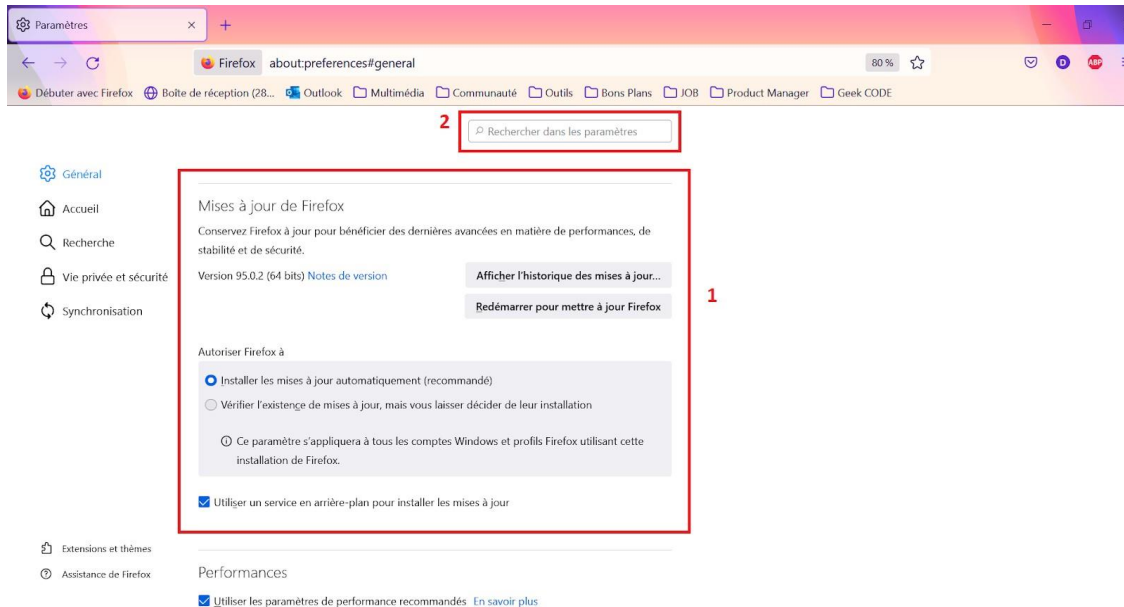 Paramètres
Firefox about:preferences#general 80 %
Débuter avec Firefox Boîte de réception (28... Outlook Multimédia Communauté Outils Bons Plans JOB Product Manager Geek CODE
2
Rechercher dans les paramètres
Général
Accueil
Recherche
Vie privée et sécurité
Synchronisation
Extensions et thèmes
Assistance de Firefox
1
Mises à jour de Firefox
Conservez Firefox à jour pour bénéficier des dernières avancées en matière de performances, de
stabilité et de sécurité.
Version 95.0.2 (64 bits) Notes de version
Afficher l'historique des mises à jour...
Redémarrer pour mettre à jour Firefox
Autoriser Firefox à
Installer les mises à jour automatiquement (recommandé)
Vérifier l'existence de mises à jour, mais vous laisser décider de leur installation
Ce paramètre s'appliquera à tous les comptes Windows et profils Firefox utilisant cette
installation de Firefox.
Utiliser un service en arrière-plan pour installer les mises à jour
Performances
Utiliser les paramètres de performance recommandés En savoir plus
D
ABP